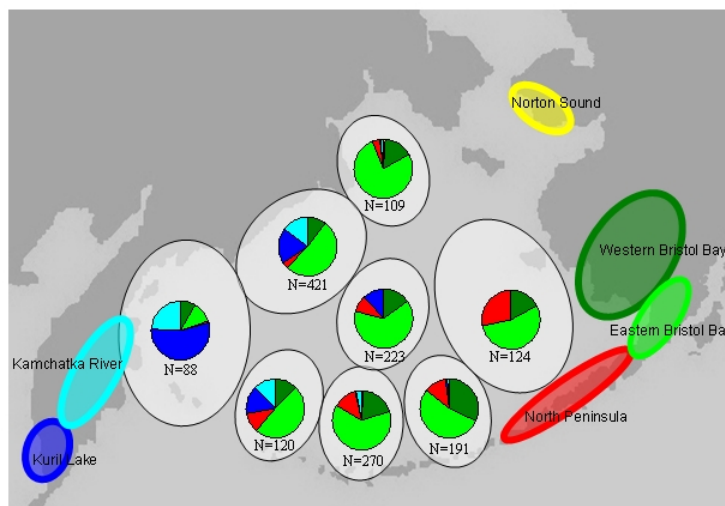 Norton Sound
N=109
Western Bristol Bay
N=421
Eastern Bristol Ba
N=223
Kamchatka River
N=88
N=124
North Peninsula
N=120
N=270
N=191
Kuril Lake